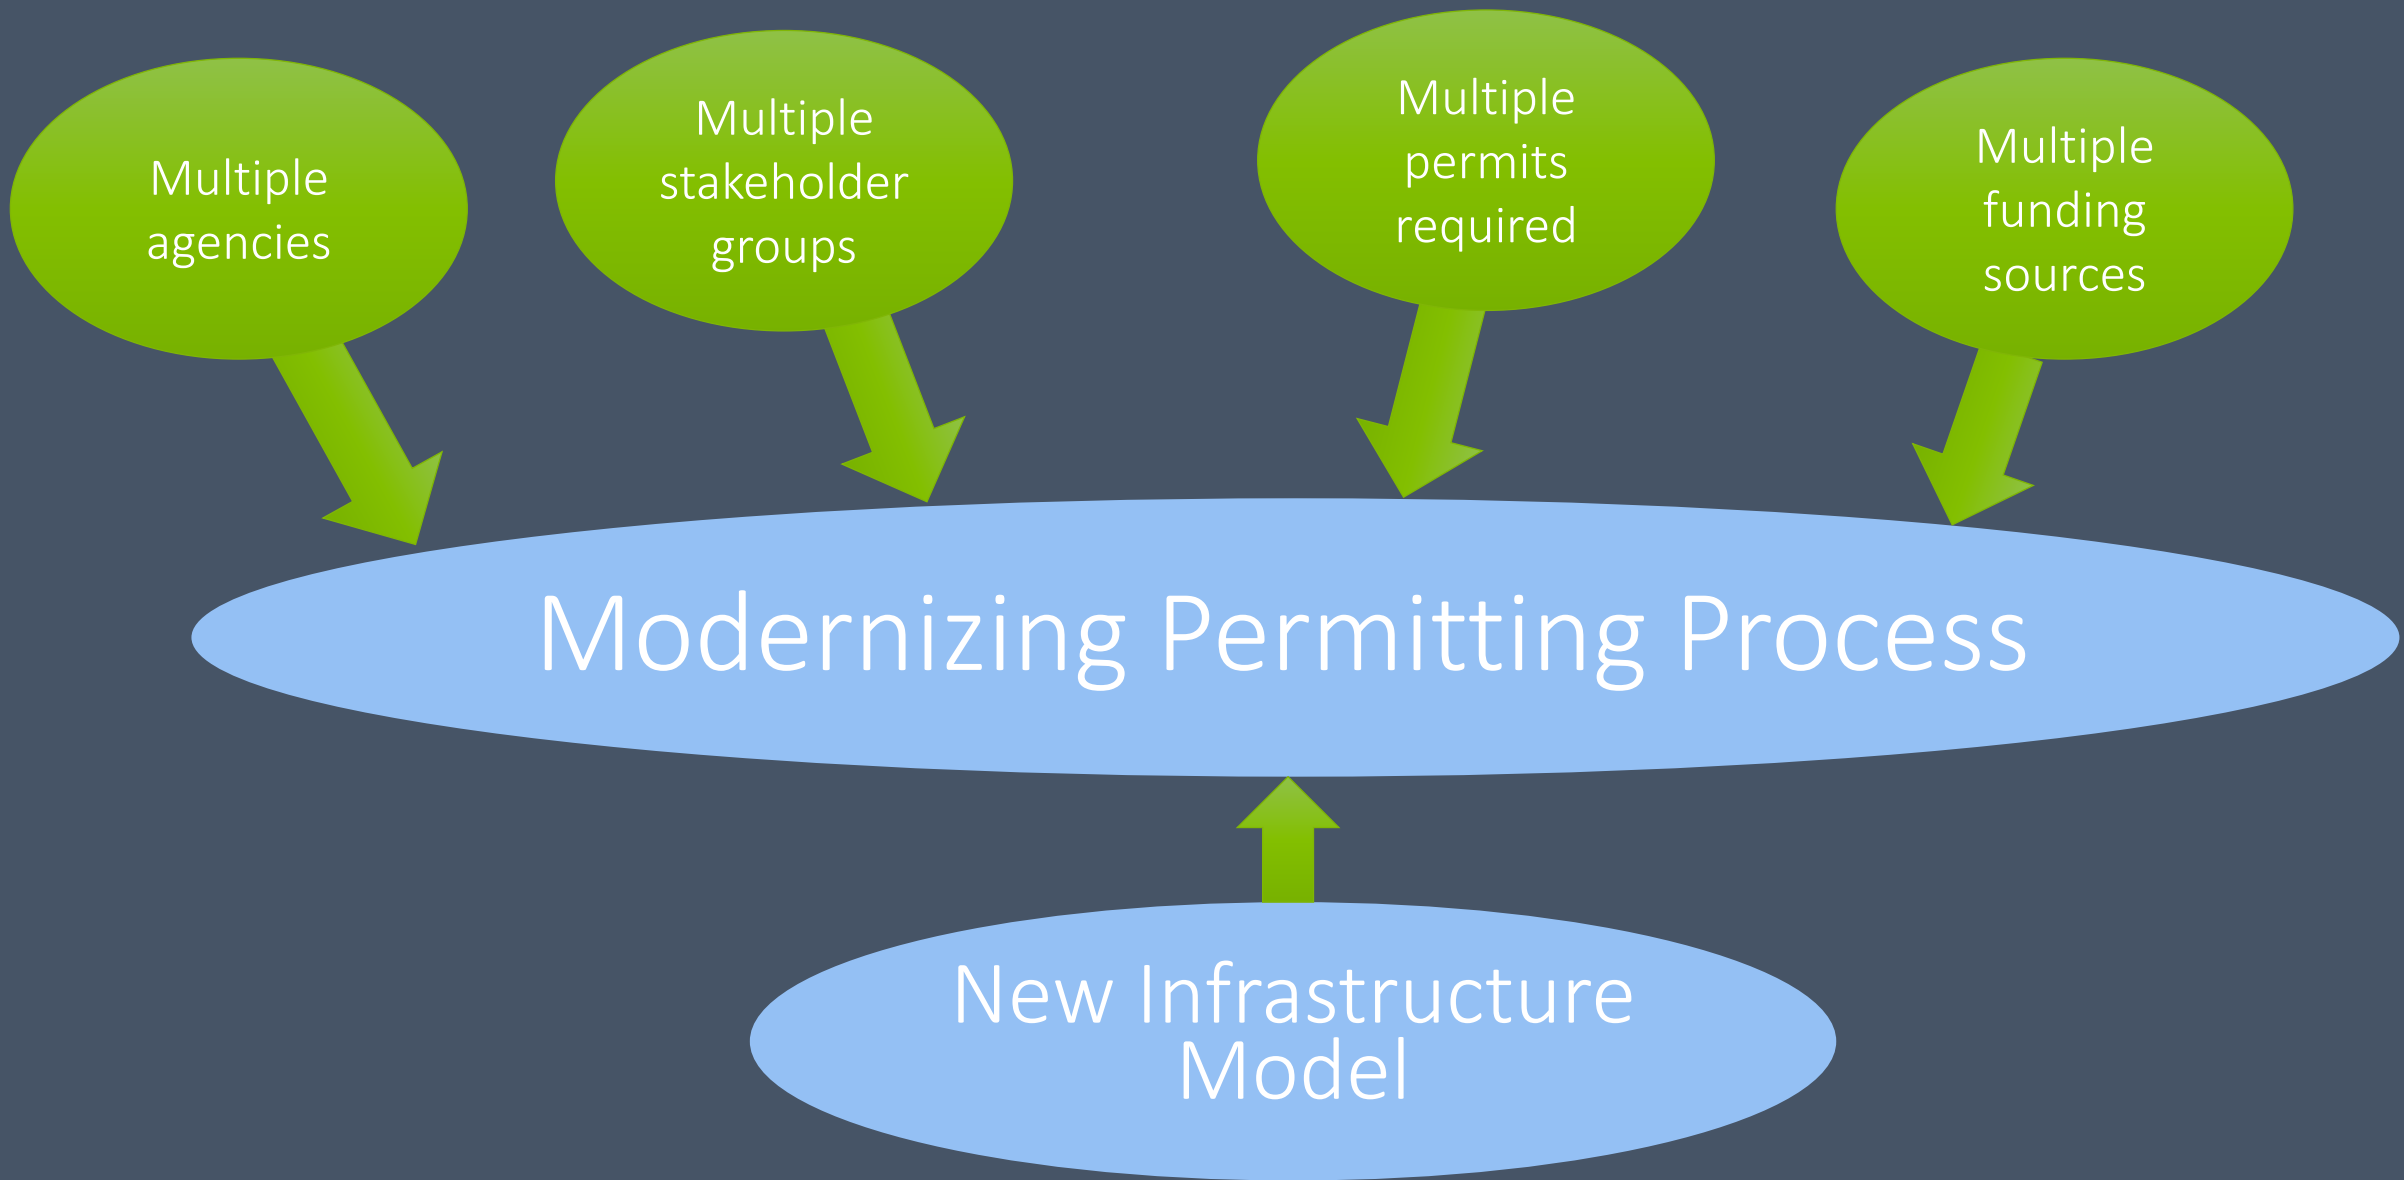 Multiple
agencies
Multiple
stakeholder
groups
Multiple
permits
required
Multiple
funding
sources
Modernizing Permitting Process
New Infrastructure
Model